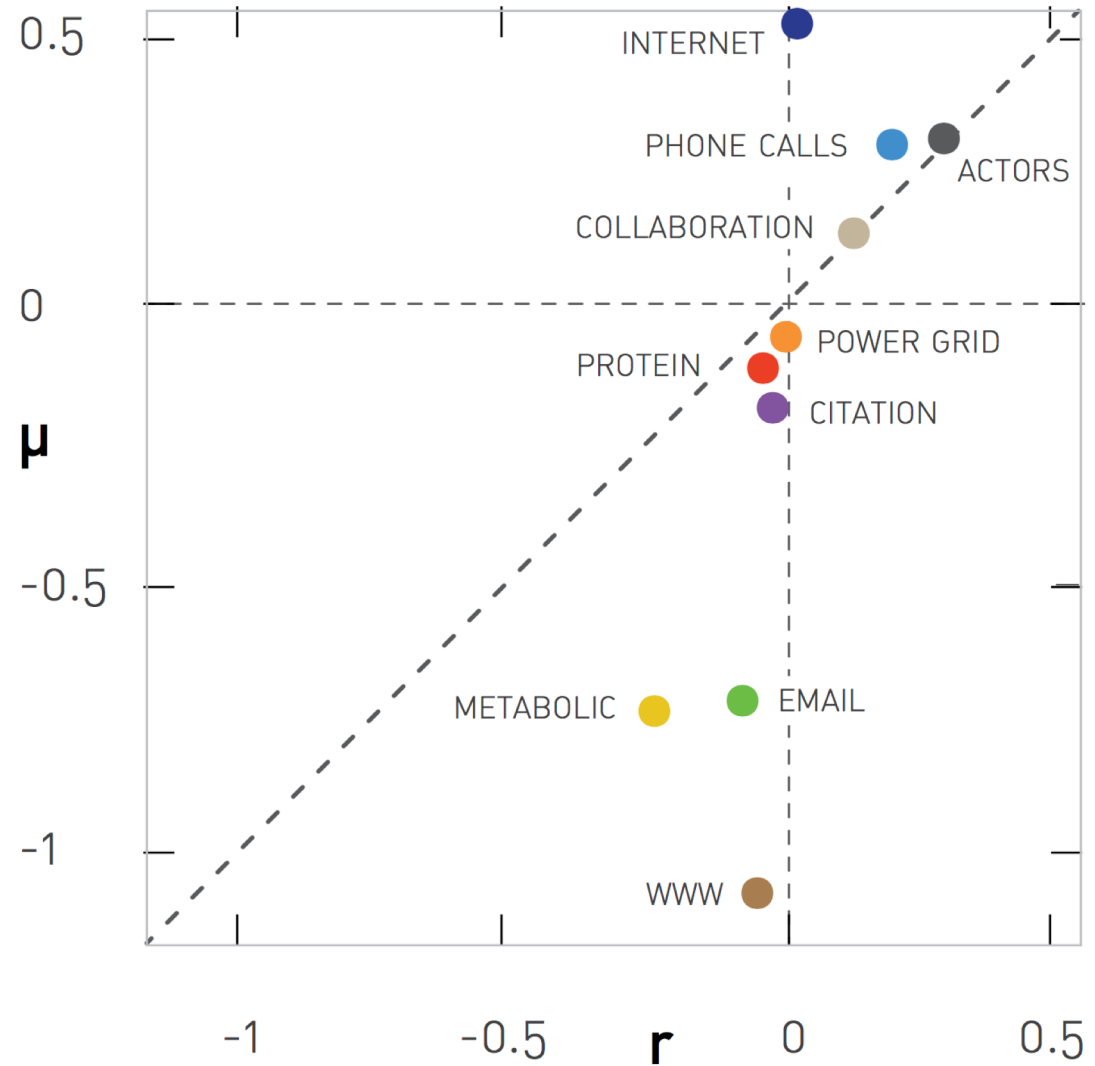 0.5
INTERNET
PHONE CALLS
ACTORS
COLLABORATION
0
POWER GRID
PROTEIN
CITATION
μ
-0.5
METABOLIC
EMAIL
-1
WWW
-1
-0.5
r
0
0.5